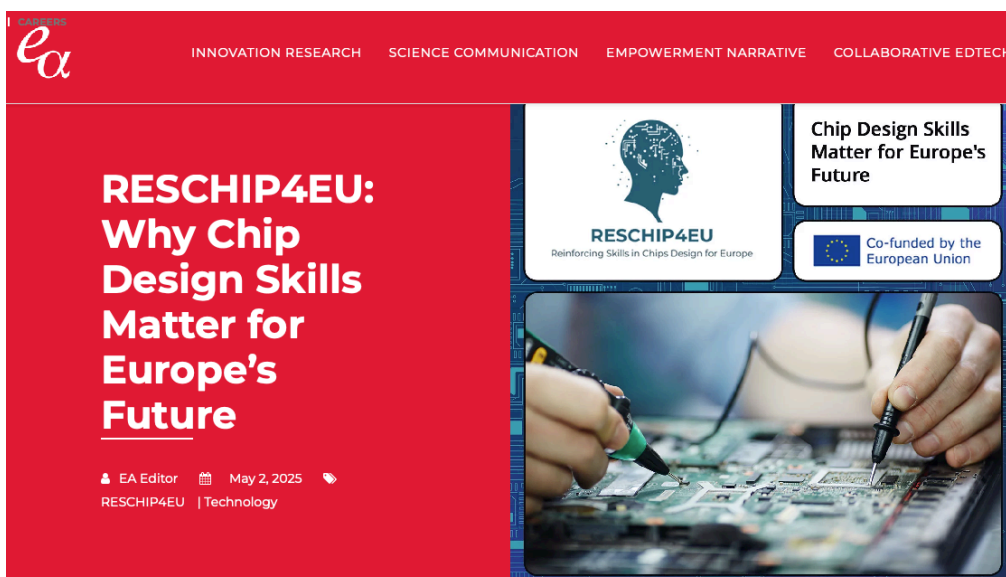 CAREERS
ea
INNOVATION RESEARCH SCIENCE COMMUNICATION EMPOWERMENT NARRATIVE COLLABORATIVE EDTECH
RESCHIP4EU:
Why Chip
Design Skills
Matter for
Europe's
Future
EA Editor May 2, 2025
RESCHIP4EU | Technology
RESCHIP4EU
Reinforcing Skills in Chips Design for Europe
Chip Design Skills
Matter for Europe's
Future
Co-funded by the
European Union